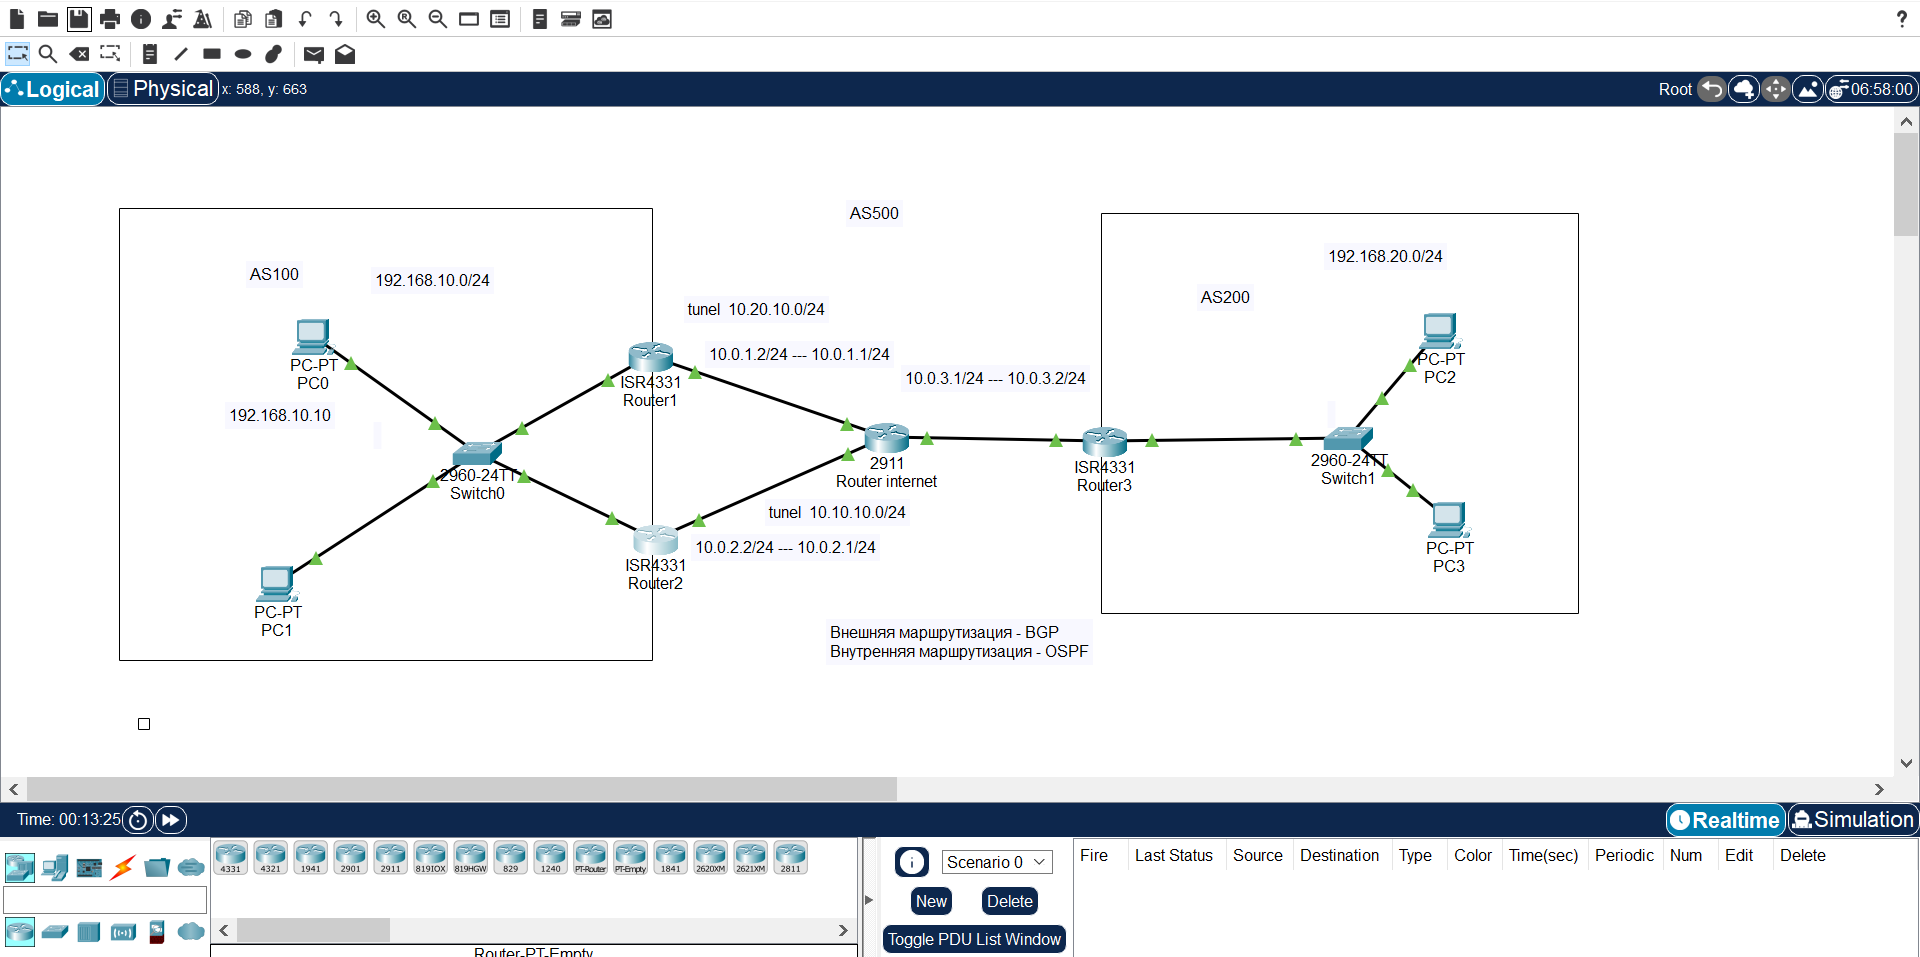 ?
Logical
Physical
x: 588, y: 663
Root
06:58:00
AS500
AS100
192.168.10.0/24
192.168.20.0/24
AS200
tunel 10.20.10.0/24
10.0.1.2/24 --- 10.0.1.1/24
10.0.3.1/24 --- 10.0.3.2/24
PC-PT
PC0
192.168.10.10
ISR4331
Router1
PC-PT
PC2
2960-24TT
Switch0
2911
Router internet
ISR4331
Router3
2960-24TT
Switch1
tunel 10.10.10.0/24
10.0.2.2/24 --- 10.0.2.1/24
ISR4331
Router2
PC-PT
PC3
PC-PT
PC1
Внешняя маршрутизация - BGP
Внутренняя маршрутизация - OSPF
Time: 00:13:25
Realtime
Simulation
4331
4321
1941
2901
2911
819IOX
819HGW
829
1240
PT-Router
PT-Empty
1841
2620XM
2621XM
2811
Router-PT-Empty
Scenario 0
New
Delete
Toggle PDU List Window
Fire
Last Status
Source
Destination
Type
Color
Time(sec)
Periodic
Num
Edit
Delete